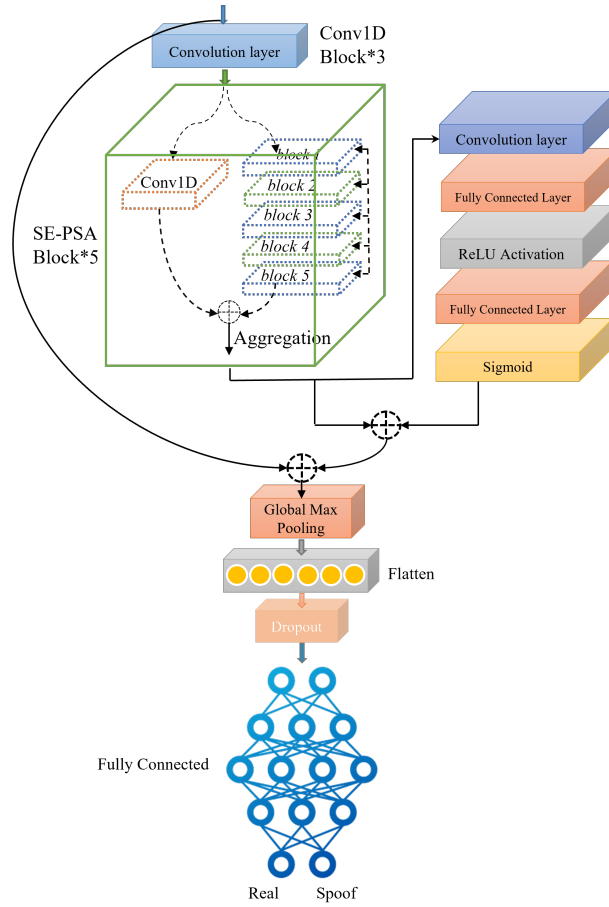 Convolution layer
Conv1D
Block*3
SE-PSA
Block*5
Conv1D
block 1
block 2
block 3
block 4
block 5
Aggregation
Convolution layer
Fully Connected Layer
ReLU Activation
Fully Connected Layer
Sigmoid
Global Max
Pooling
Flatten
Dropout
Fully Connected
Real
Spoof